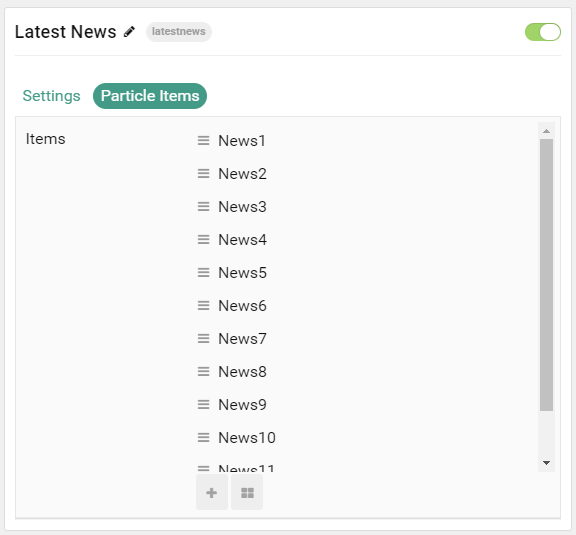 Latest News latestnews
Settings Particle Items
Items
News1
News2
News3
News4
News5
News6
News7
News8
News9
News10
News11